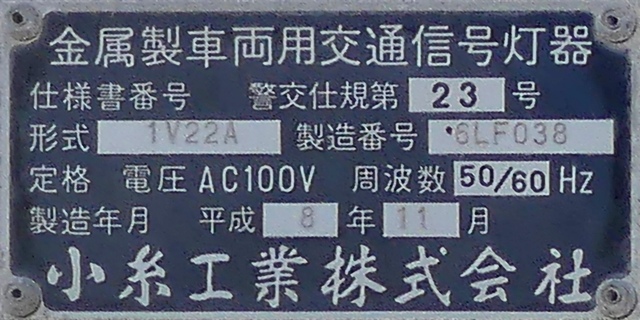 金属製車両用交通信号灯器
仕様書番号 警交仕規第 23 号
形式 1V22A 製造番号 6LF038
定格 電圧 AC100V 周波数 50/60 Hz
製造年月 平成 8 年 11 月
小糸工業株式会社